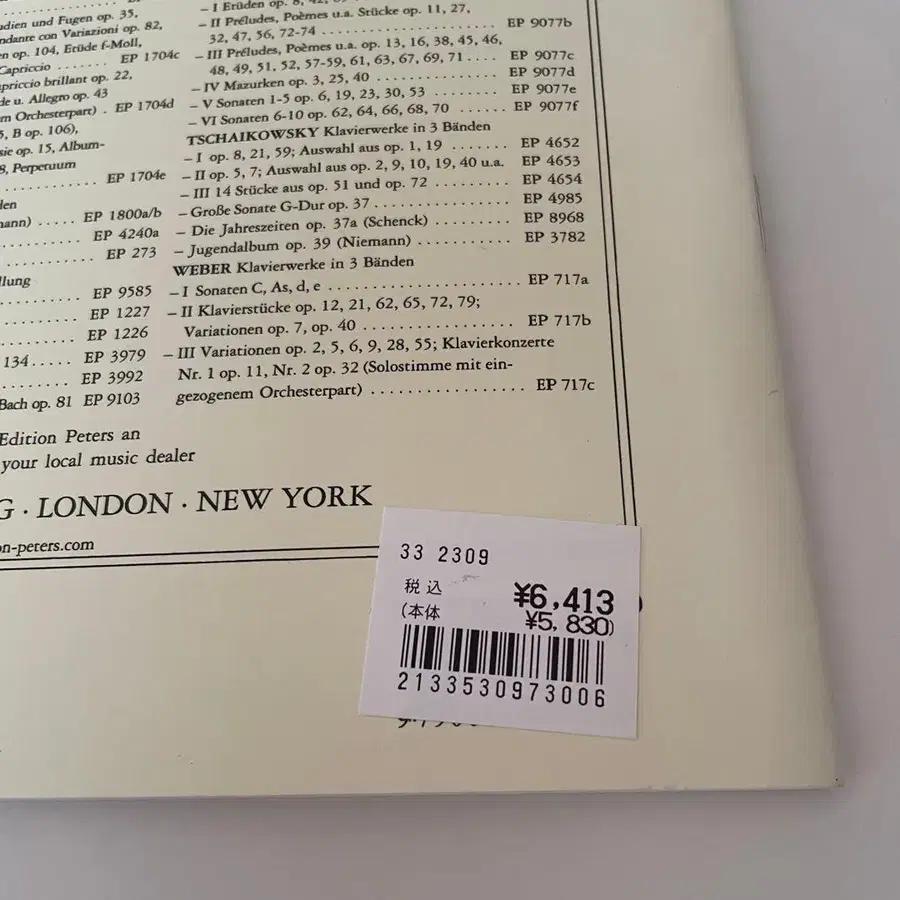 udien und Fugen op. 35,
ndante con Variazioni op. 82,
en op. 104, Etüde f-Moll,
Capriccio ........ EP 1704c
apriccio brillant op. 22,
de u. Allegro op. 43
m Orchesterpart) . EP 1704d
5, B op. 106),
sie op. 15, Album-
8, Perpetuum
EP 1704e
den
mann) ..... EP 1800a/b
EP 4240a
EP 273
llung
EP 9585
EP 1227
EP 1226
134..... EP 3979
EP 3992
Bach op. 81 EP 9103
– I Etüden op. 8, 42,
– II Préludes, Poèmes u.a. Stücke op. 11, 27,
32, 47, 56, 72-74 .................... EP 9077b
– III Préludes, Poèmes u.a. op. 13, 16, 38, 45, 46,
48, 49, 51, 52, 57-59, 61, 63, 67, 69, 71.... EP 9077c
– IV Mazurken op. 3, 25, 40 ............... EP 9077d
– V Sonaten 1-5 op. 6, 19, 23, 30, 53 ........ EP 9077e
– VI Sonaten 6-10 op. 62, 64, 66, 68, 70 ...... EP 9077f
TSCHAIKOWSKY Klavierwerke in 3 Bänden
– I op. 8, 21, 59; Auswahl aus op. 1, 19 ....... EP 4652
– II op. 5, 7; Auswahl aus op. 2, 9, 10, 19, 40 u.a. EP 4653
– III 14 Stücke aus op. 51 und op. 72 ......... EP 4654
– Große Sonate G-Dur op. 37 ................ EP 4985
– Die Jahreszeiten op. 37a (Schenck) ......... EP 8968
– Jugendalbum op. 39 (Niemann) ........... EP 3782
WEBER Klavierwerke in 3 Bänden
– I Sonaten C, As, d, e .................... EP 717a
– II Klavierstücke op. 12, 21, 62, 65, 72, 79;
Variationen op. 7, op. 40 ................. EP 717b
– III Variationen op. 2, 5, 6, 9, 28, 55; Klavierkonzerte
Nr. 1 op. 11, Nr. 2 op. 32 (Solostimme mit ein-
gezogenem Orchesterpart) ................. EP 717c
Edition Peters an
your local music dealer
G · LONDON · NEW YORK
on-peters.com
33 2309
税込 ¥6,413
(本体 ¥5,830)
2133530973006